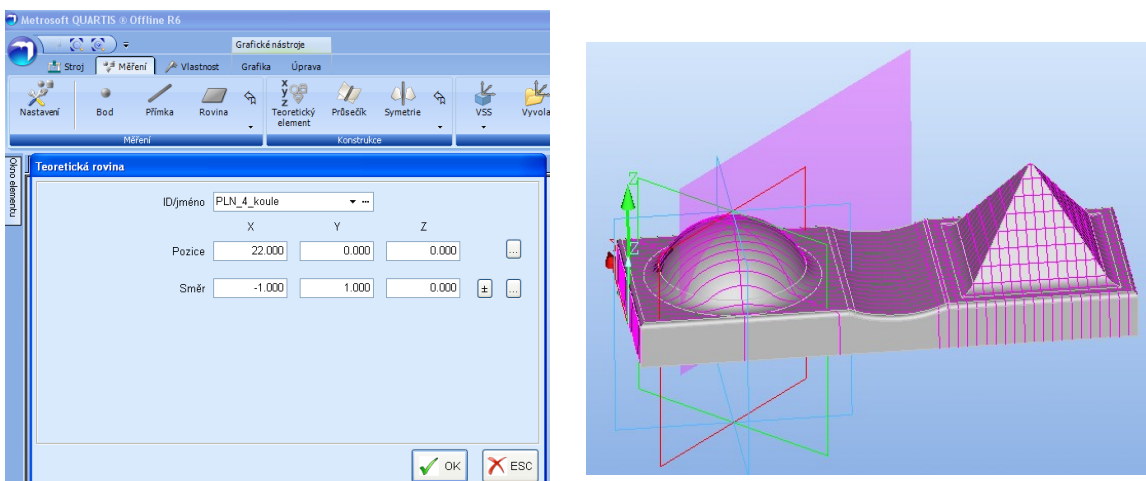 Metrosoft QUARTIS ® Offline R6
Grafické nástroje
Stroj Měření Vlastnost Grafika Úprava
Nastavení Bod Přímka Rovina
x
y
z
Teoretický element Průsečík Symetrie VSS Vyvola
Měření Konstrukce
Okno elementu
Teoretická rovina
ID/jméno PLN_4_koule
X Y Z
Pozice 22.000 0.000 0.000 ...
Směr -1.000 1.000 0.000 ± ...
OK ESC
Z
Z